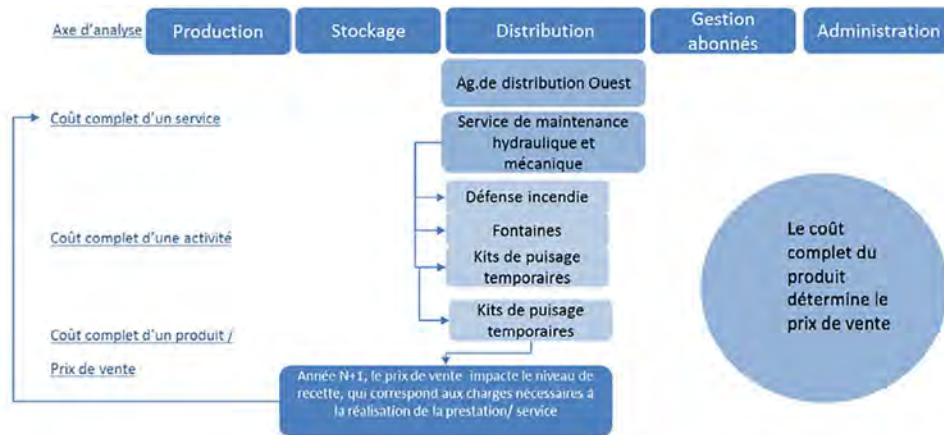 Axe d'analyse
Production
Stockage
Distribution
Gestion
abonnés
Administration
Ag.de distribution Ouest
Coût complet d'un service
Service de maintenance
hydraulique et
mécanique
Défense incendie
Coût complet d'une activité
Fontaines
Kits de puisage
temporaires
Le coût
complet du
produit
détermine le
prix de vente
Coût complet d'un produit /
Prix de vente
Kits de puisage
temporaires
Année N+1, le prix de vente impacte le niveau de
recette, qui correspond aux charges nécessaires à
la réalisation de la prestation/ service